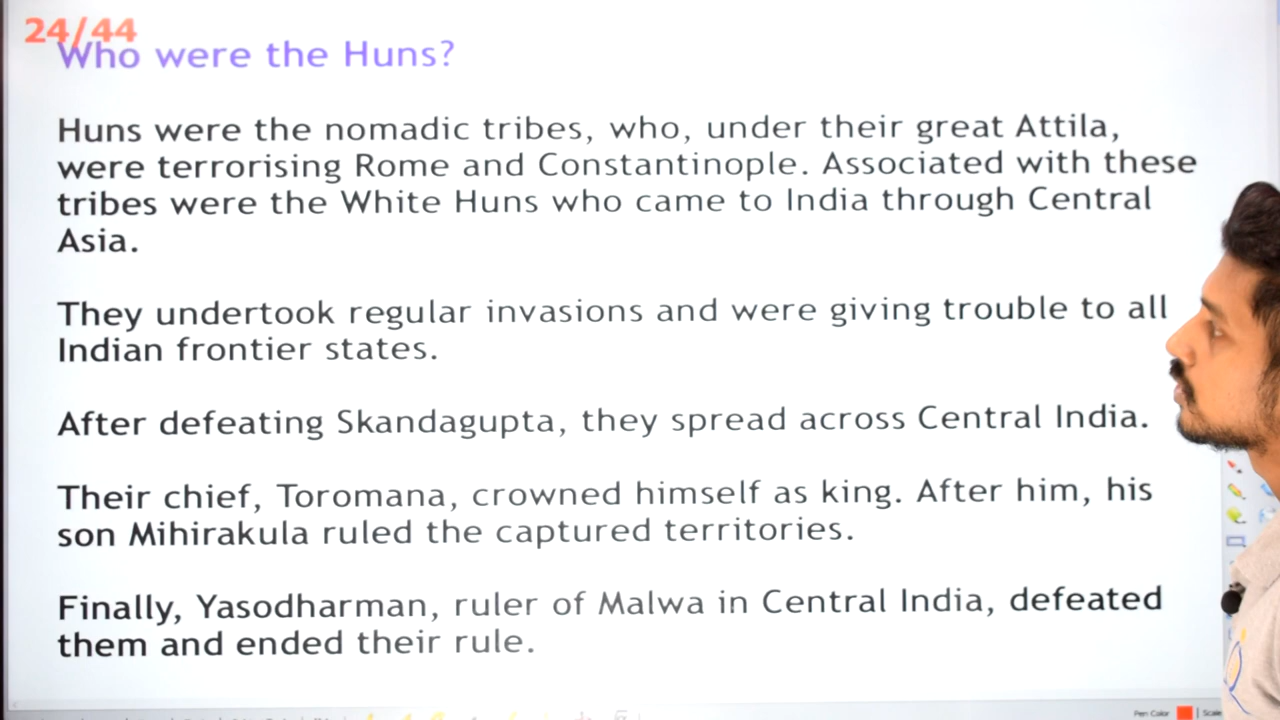 24/44
Who were the Huns?
Huns were the nomadic tribes, who, under their great Attila,
were terrorising Rome and Constantinople. Associated with these
tribes were the White Huns who came to India through Central
Asia.
They undertook regular invasions and were giving trouble to all
Indian frontier states.
After defeating Skandagupta, they spread across Central India.
Their chief, Toromana, crowned himself as king. After him, his
son Mihirakula ruled the captured territories.
Finally, Yasodharman, ruler of Malwa in Central India, defeated
them and ended their rule.
Pen Color
Scale